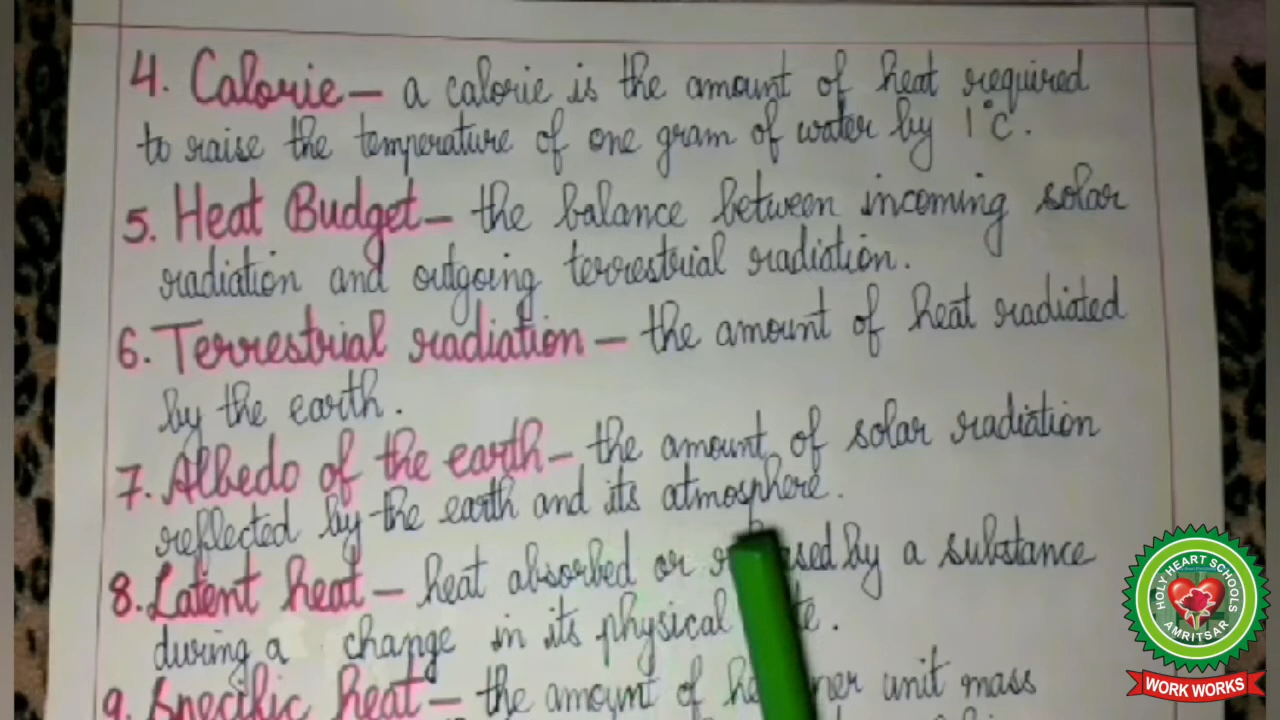 4. Calorie — a calorie is the amount of heat required
to raise the temperature of one gram of water by 1°c.
5. Heat Budget — the balance between incoming solar
radiation and outgoing terrestrial radiation.
6. Terrestrial radiation — the amount of heat radiated
by the earth.
7. Albedo of the earth — the amount of solar radiation
reflected by the earth and its atmosphere.
8. Latent heat — heat absorbed or by a substance
during a change in its physical
9. Specific heat — the amount of unit mass
HOLY HEART SCHOOLS
AMRITSAR
WORK WORKS